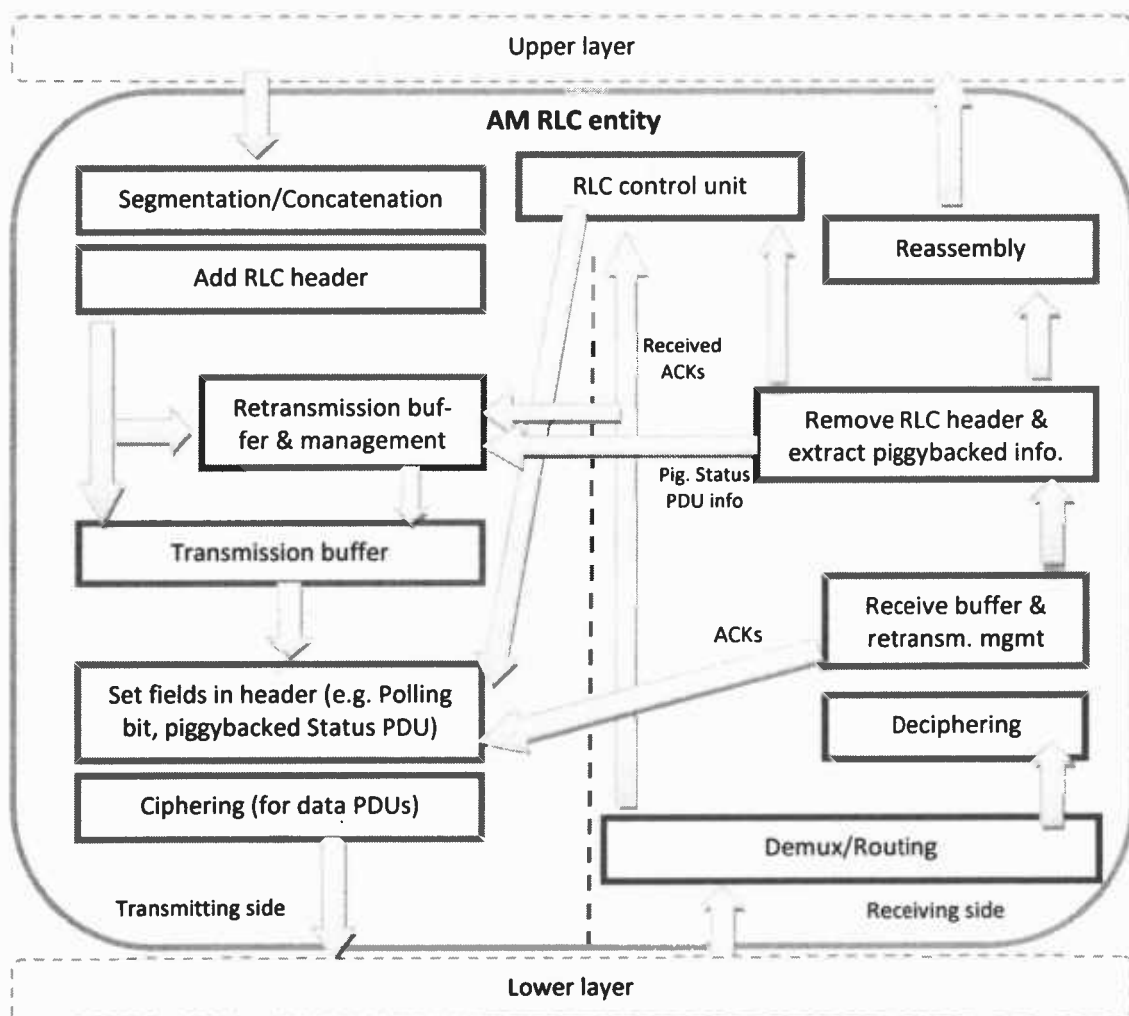 Upper layer
AM RLC entity
Segmentation/Concatenation
Add RLC header
RLC control unit
Reassembly
Received
ACKs
Retransmission buf-
fer & management
Remove RLC header &
extract piggybacked info.
Pig. Status
PDU info
Transmission buffer
Receive buffer &
retransm. mgmt
ACKs
Set fields in header (e.g. Polling
bit, piggybacked Status PDU)
Deciphering
Ciphering (for data PDUs)
Demux/Routing
Transmitting side
Receiving side
Lower layer